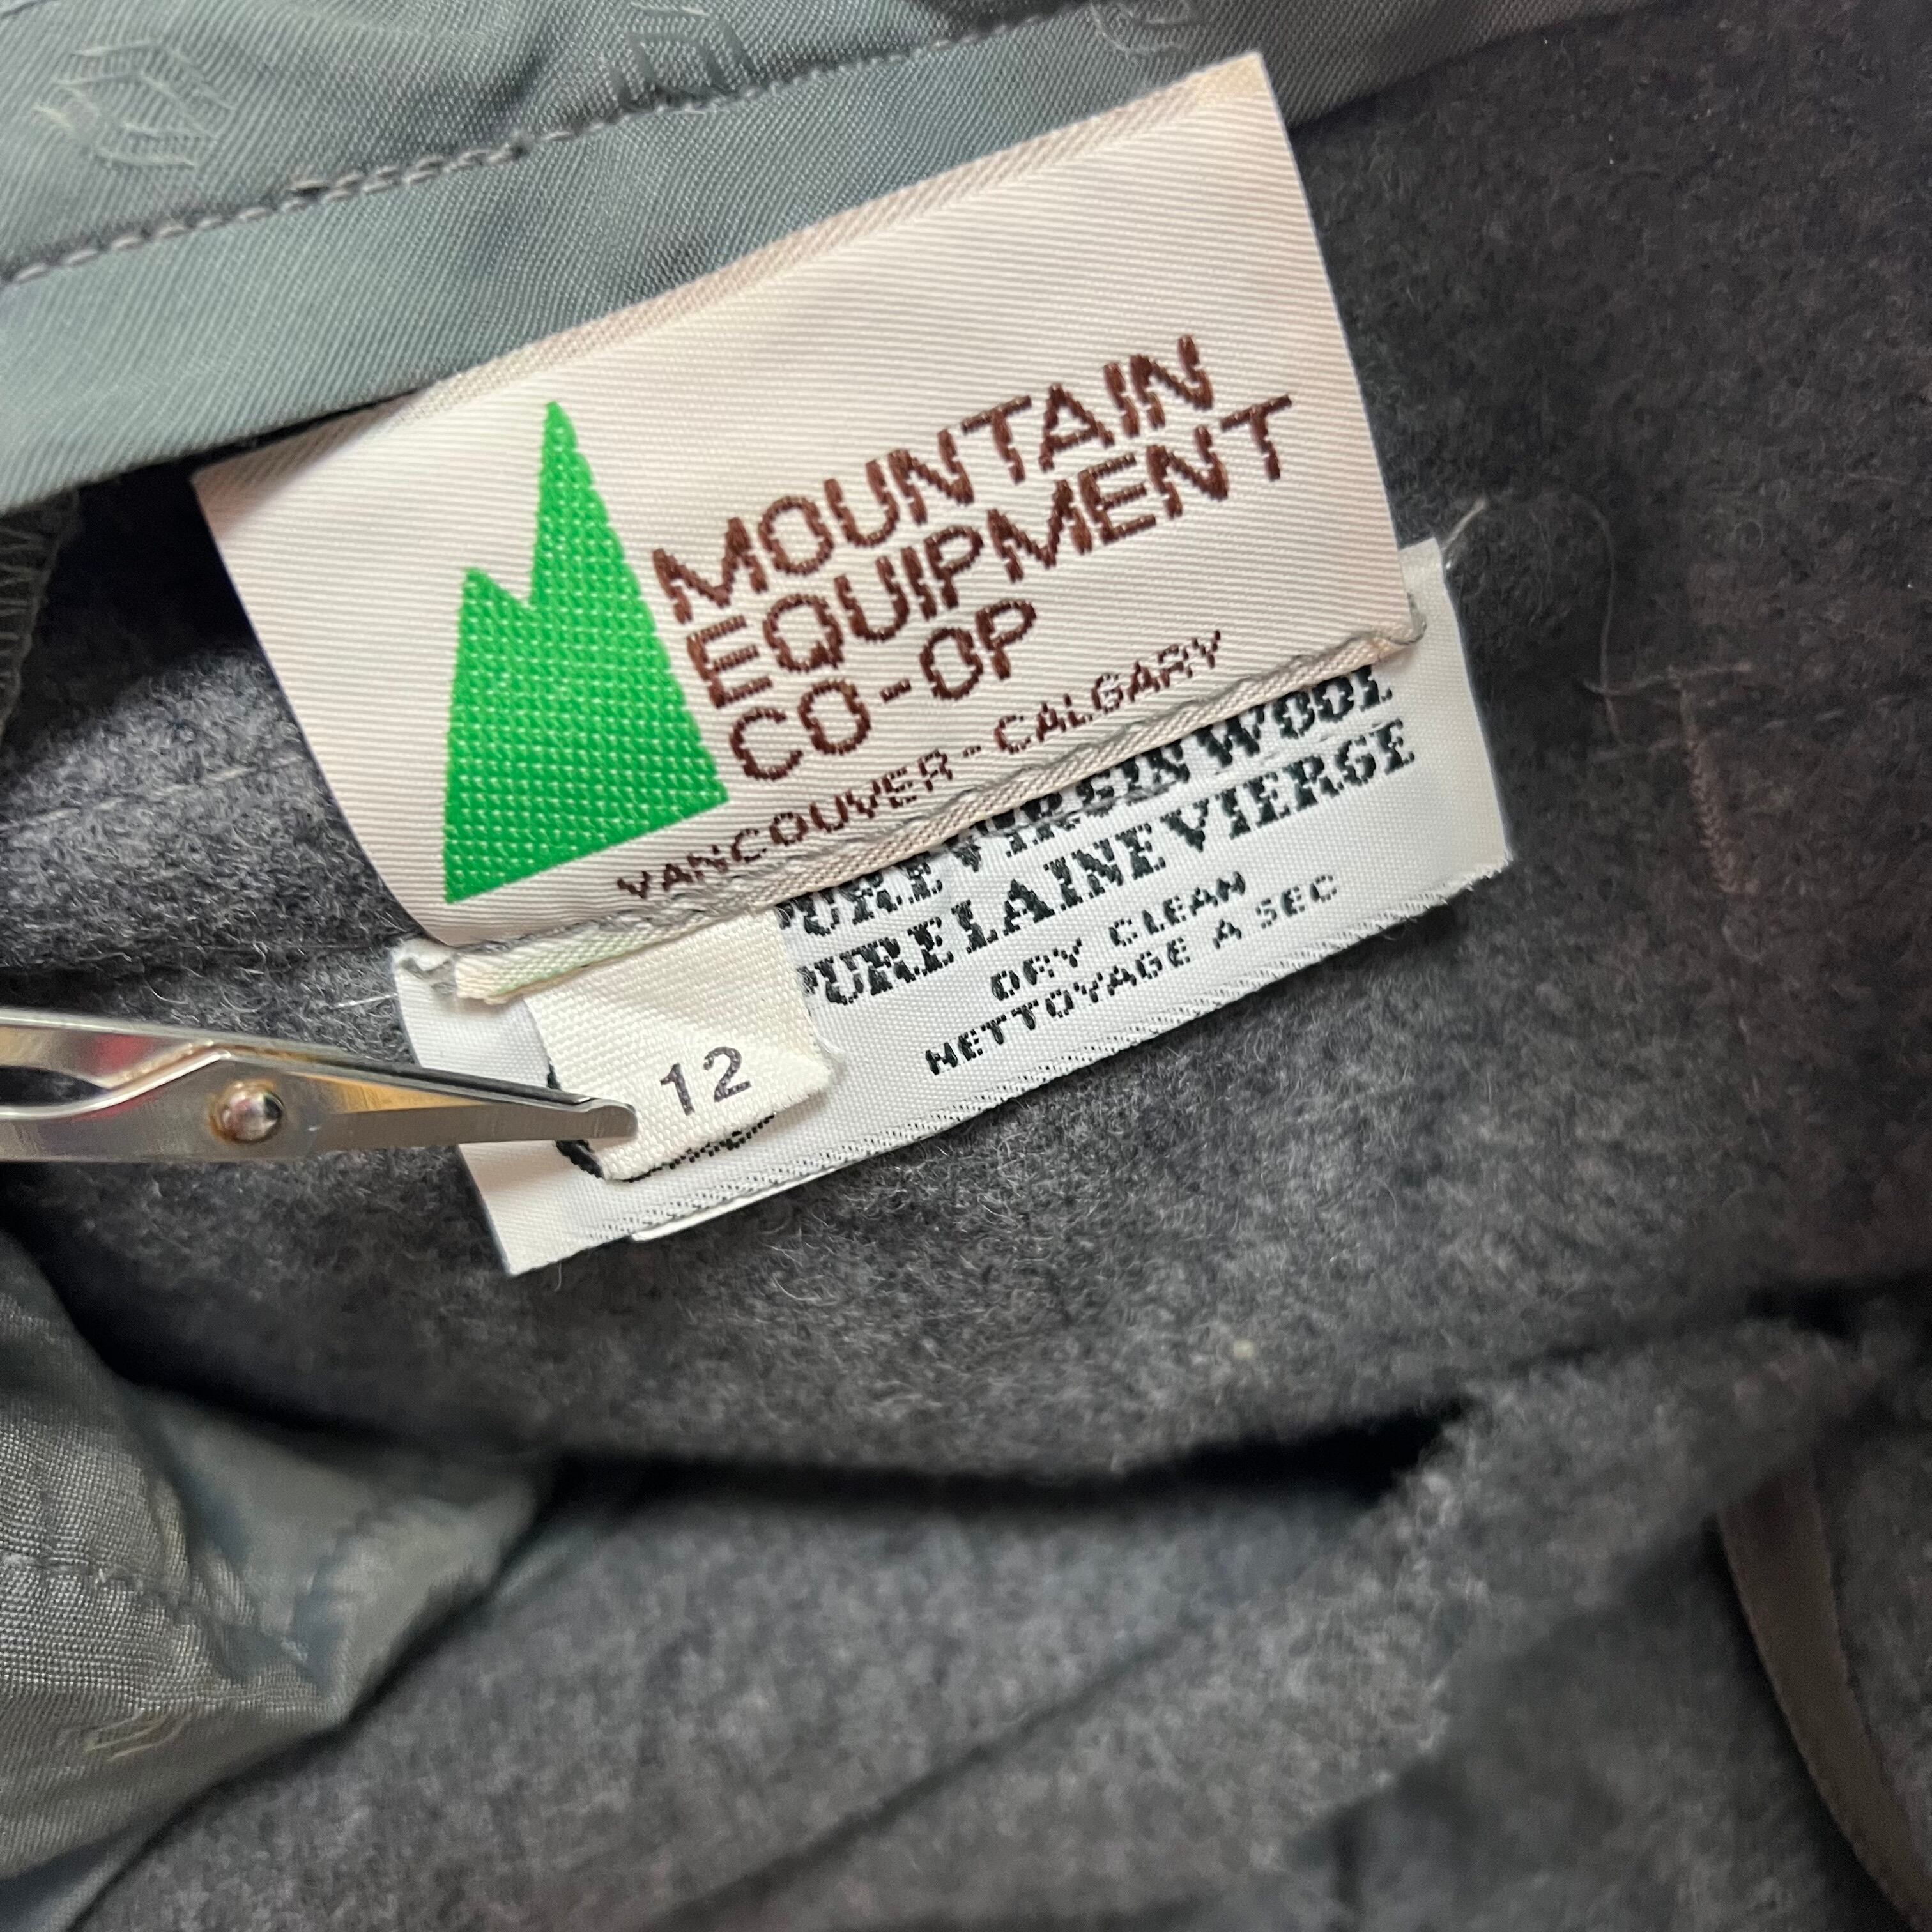 MOUNTAIN
EQUIPMENT
CO-OP
VANCOUVER-CALGARY
PURE VIRGIN WOOL
PURE LAINE VIERGE
DRY CLEAN
NETTOYAGE A SEC
12